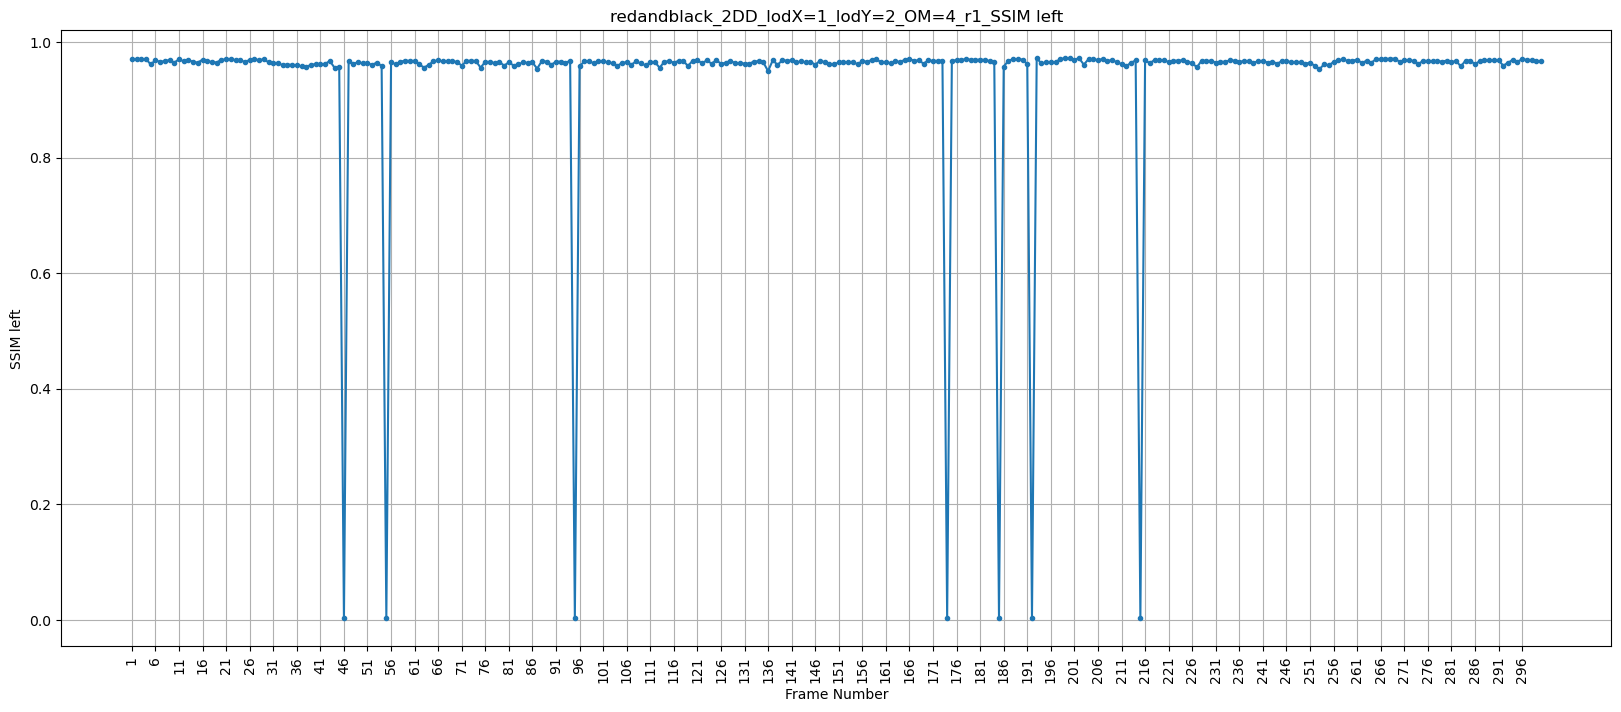 redandblack_2DD_lodX=1_lodY=2_OM=4_r1_SSIM left
1.0
0.8
0.6
0.4
0.2
0.0
SSIM left
1 6 11 16 21 26 31 36 41 46 51 56 61 66 71 76 81 86 91 96 101 106 111 116 121 126 131 136 141 146 151 156 161 166 171 176 181 186 191 196 201 206 211 216 221 226 231 236 241 246 251 256 261 266 271 276 281 286 291 296
Frame Number